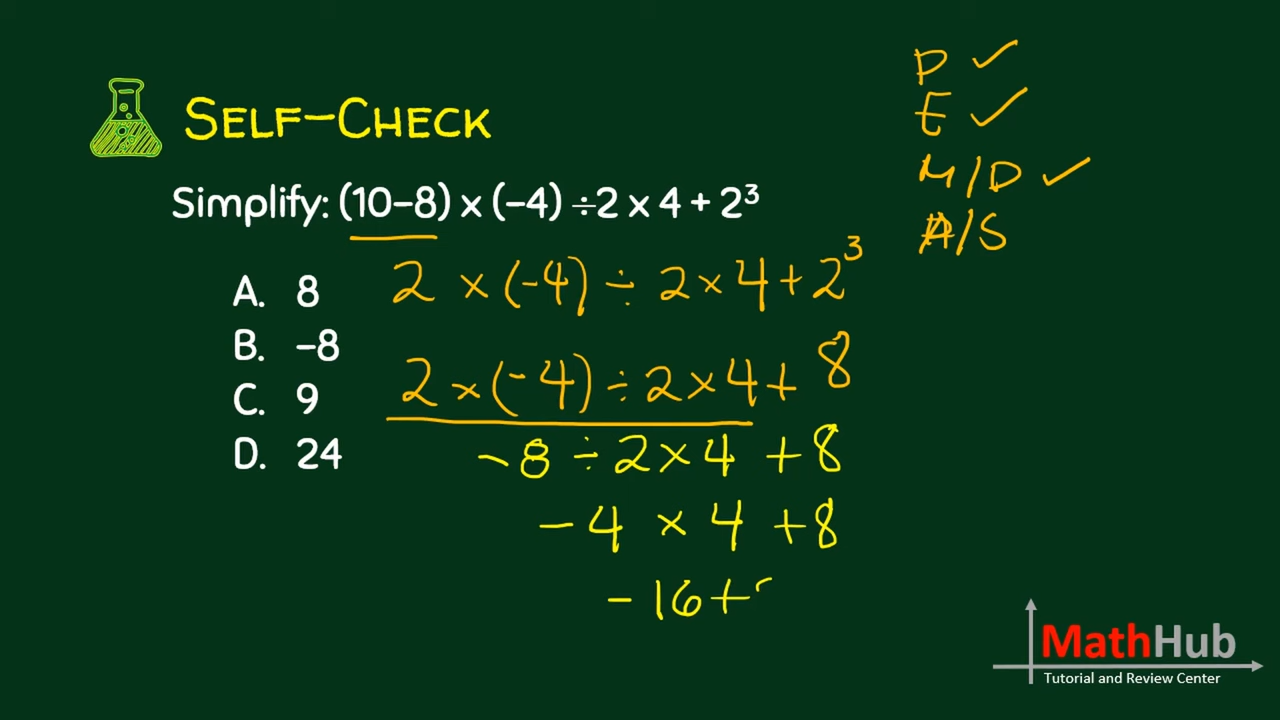 SELF-CHECK
Simplify: (10-8) x (-4) ÷2 x 4 + 2³
A. 8
B. -8
C. 9
D. 24
2 × (-4) ÷ 2 × 4 + 2³
2 × (-4) ÷ 2 × 4 + 8
-8 ÷ 2 × 4 + 8
-4 × 4 + 8
-16 +
P ✓
E ✓
M/D ✓
A/S
MathHub
Tutorial and Review Center